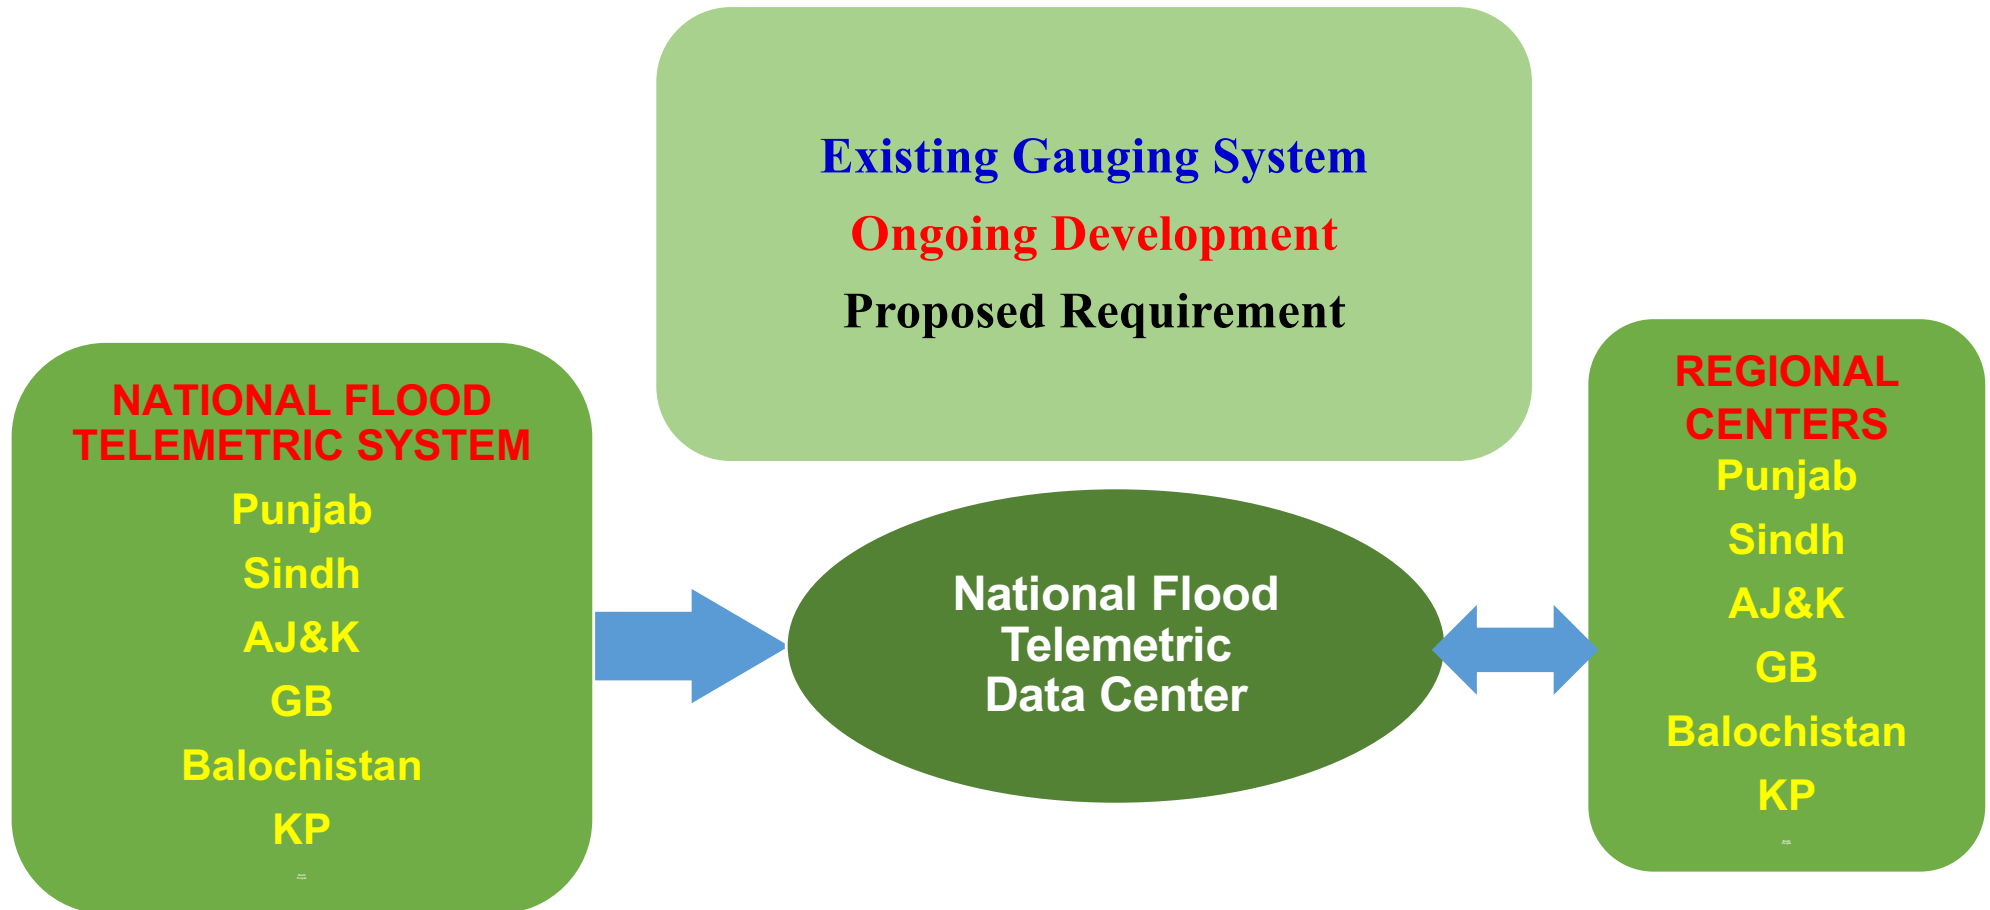 Existing Gauging System
Ongoing Development
Proposed Requirement
NATIONAL FLOOD
TELEMETRIC SYSTEM
Punjab
Sindh
AJ&K
GB
Balochistan
KP
National Flood
Telemetric
Data Center
REGIONAL
CENTERS
Punjab
Sindh
AJ&K
GB
Balochistan
KP